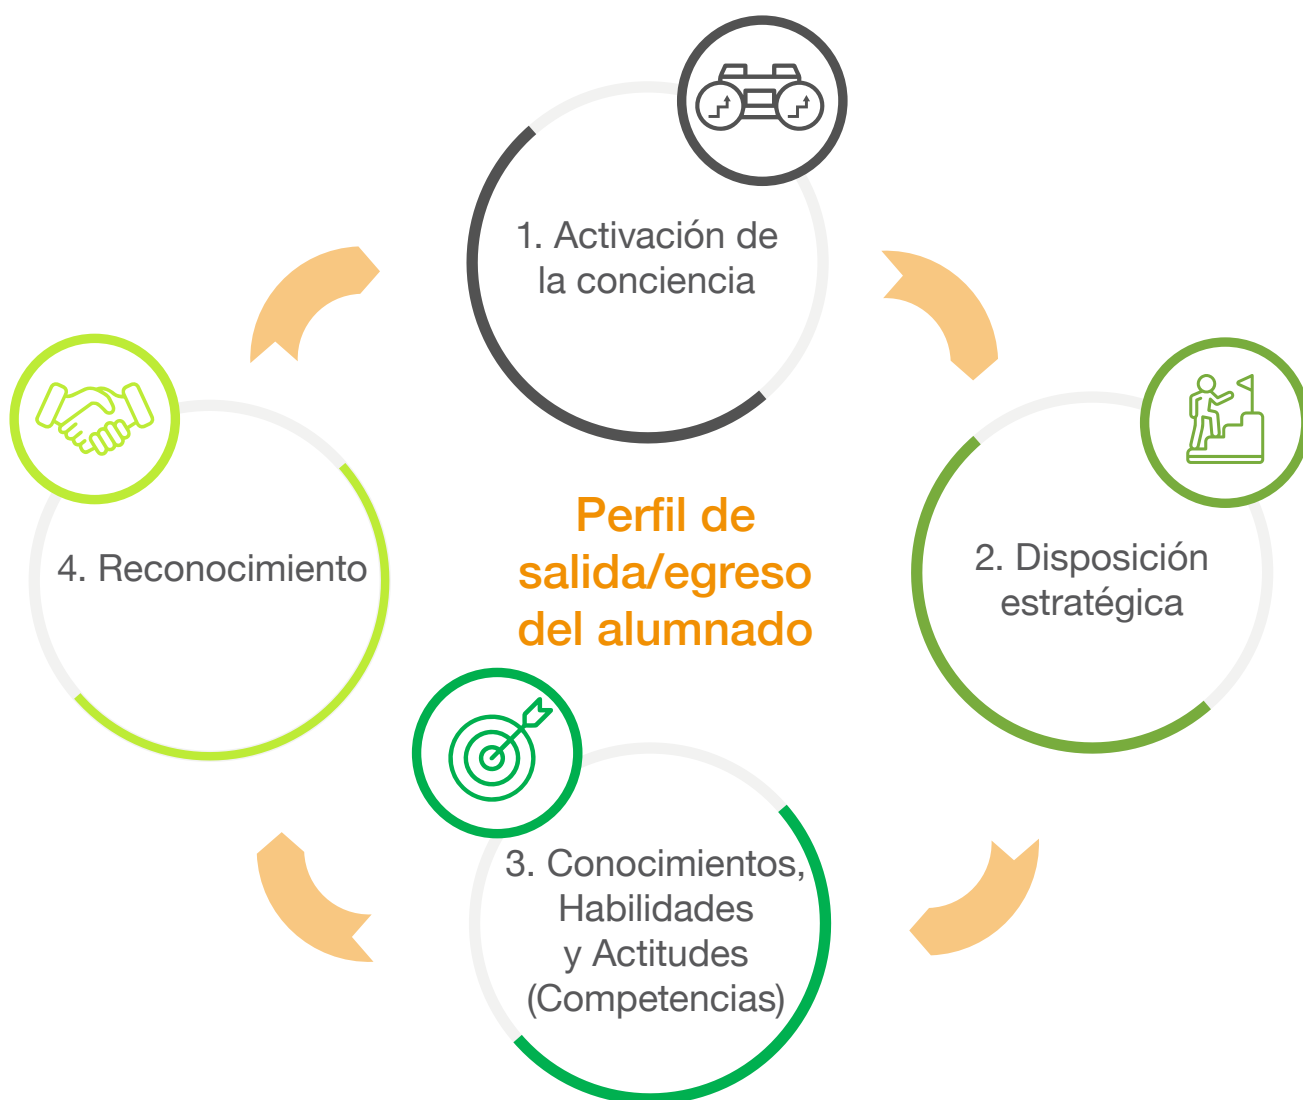 1. Activación de
la conciencia
Perfil de
salida/egreso
del alumnado
2. Disposición
estratégica
3. Conocimientos,
Habilidades
y Actitudes
(Competencias)
4. Reconocimiento